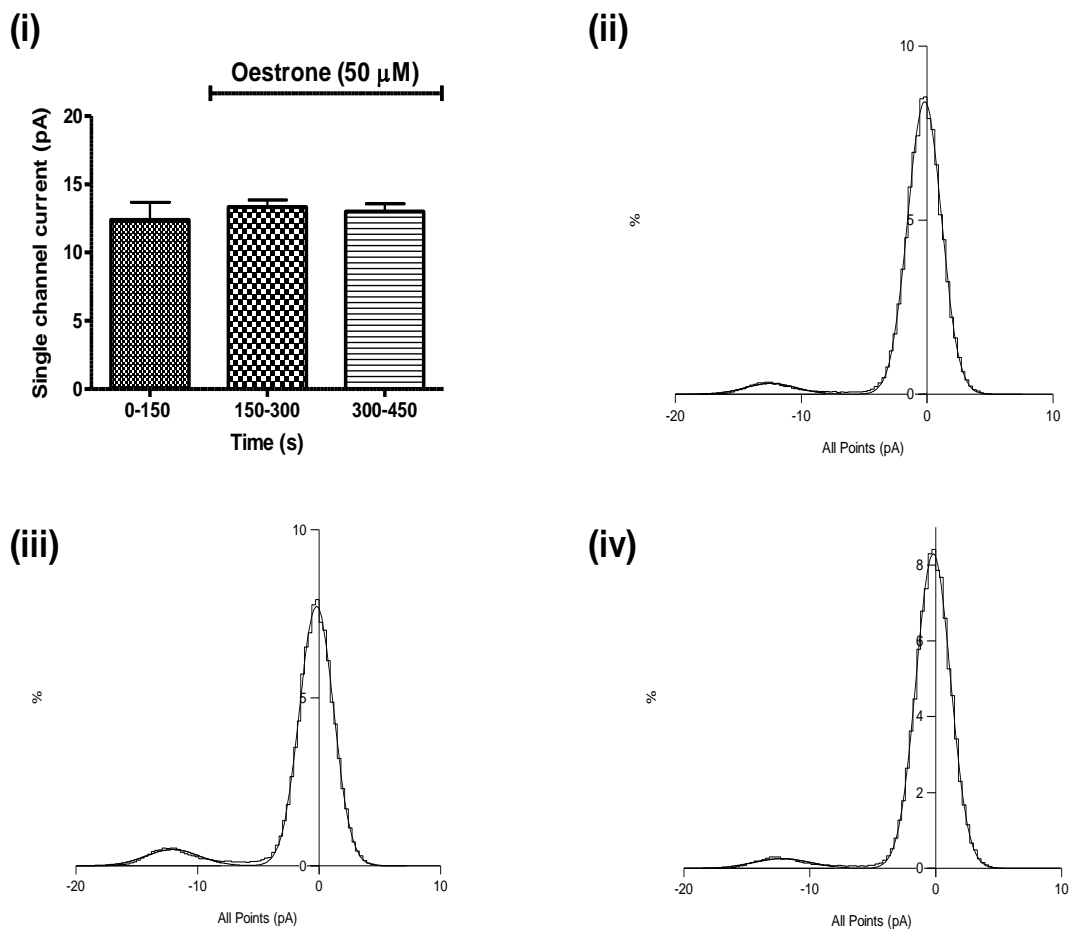 (i)
Oestrone (50 μM)
Single channel current (pA)
20
15
10
5
0
0-150 150-300 300-450
Time (s)
(ii)
10
5
0
%
-20 -10 0 10
All Points (pA)
(iii)
10
5
0
%
-20 -10 0 10
All Points (pA)
(iv)
8
6
4
2
0
%
-20 -10 0 10
All Points (pA)